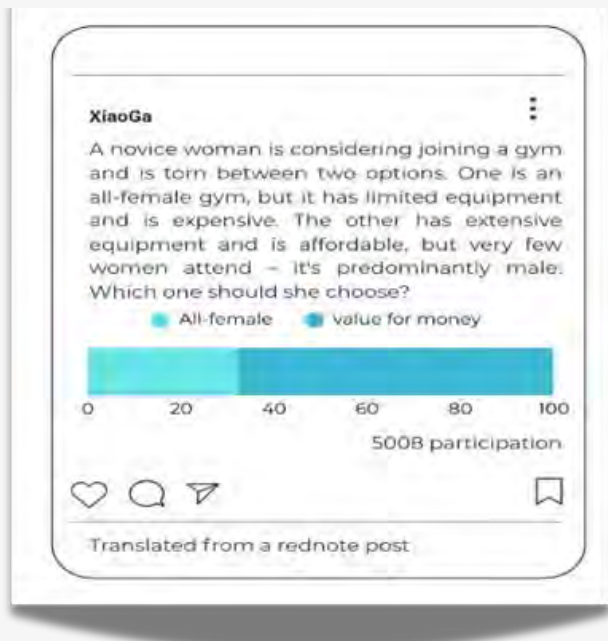 XiaoGa
A novice woman is considering joining a gym
and is torn between two options. One is an
all-female gym, but it has limited equipment
and is expensive. The other has extensive
equipment and is affordable, but very few
women attend – it's predominantly male.
Which one should she choose?
All-female value for money
0 20 40 60 80 100
5008 participation
Translated from a rednote post